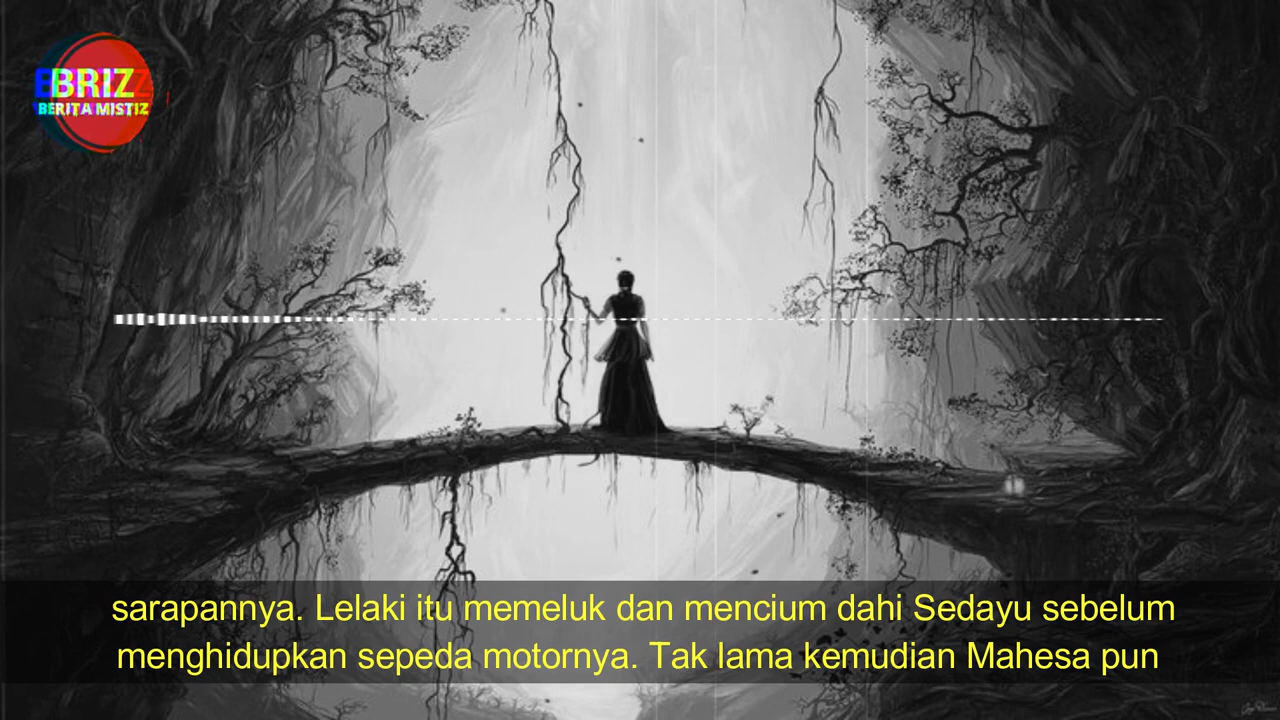 BRIZ
BERITA MISTIZ
sarapannya. Lelaki itu memeluk dan mencium dahi Sedayu sebelum
menghidupkan sepeda motornya. Tak lama kemudian Mahesa pun